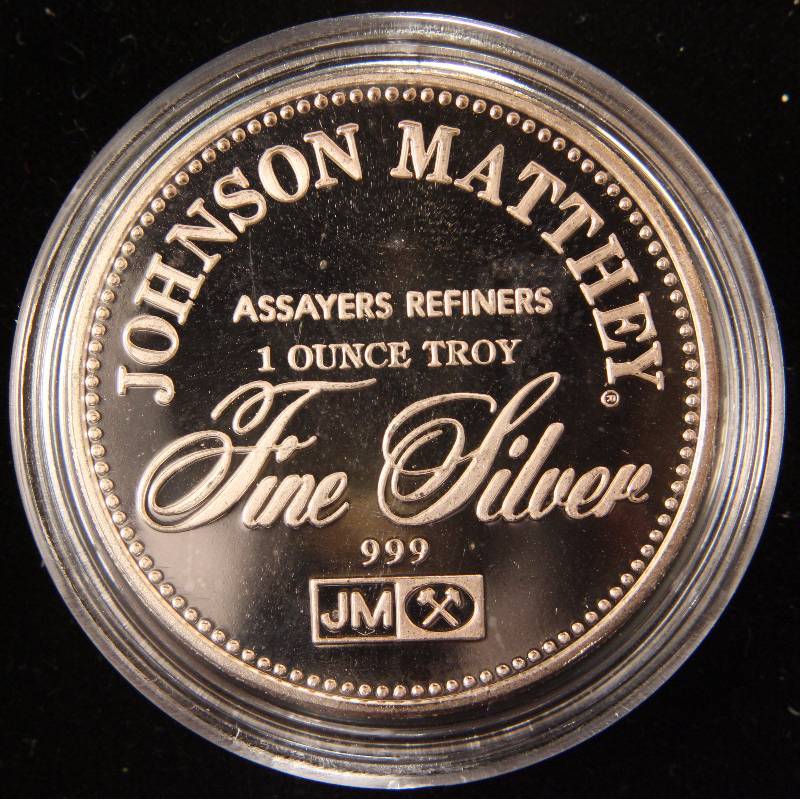 JOHNSON MATTHEY®
ASSAYERS REFINERS
1 OUNCE TROY
Fine Silver
999
JM